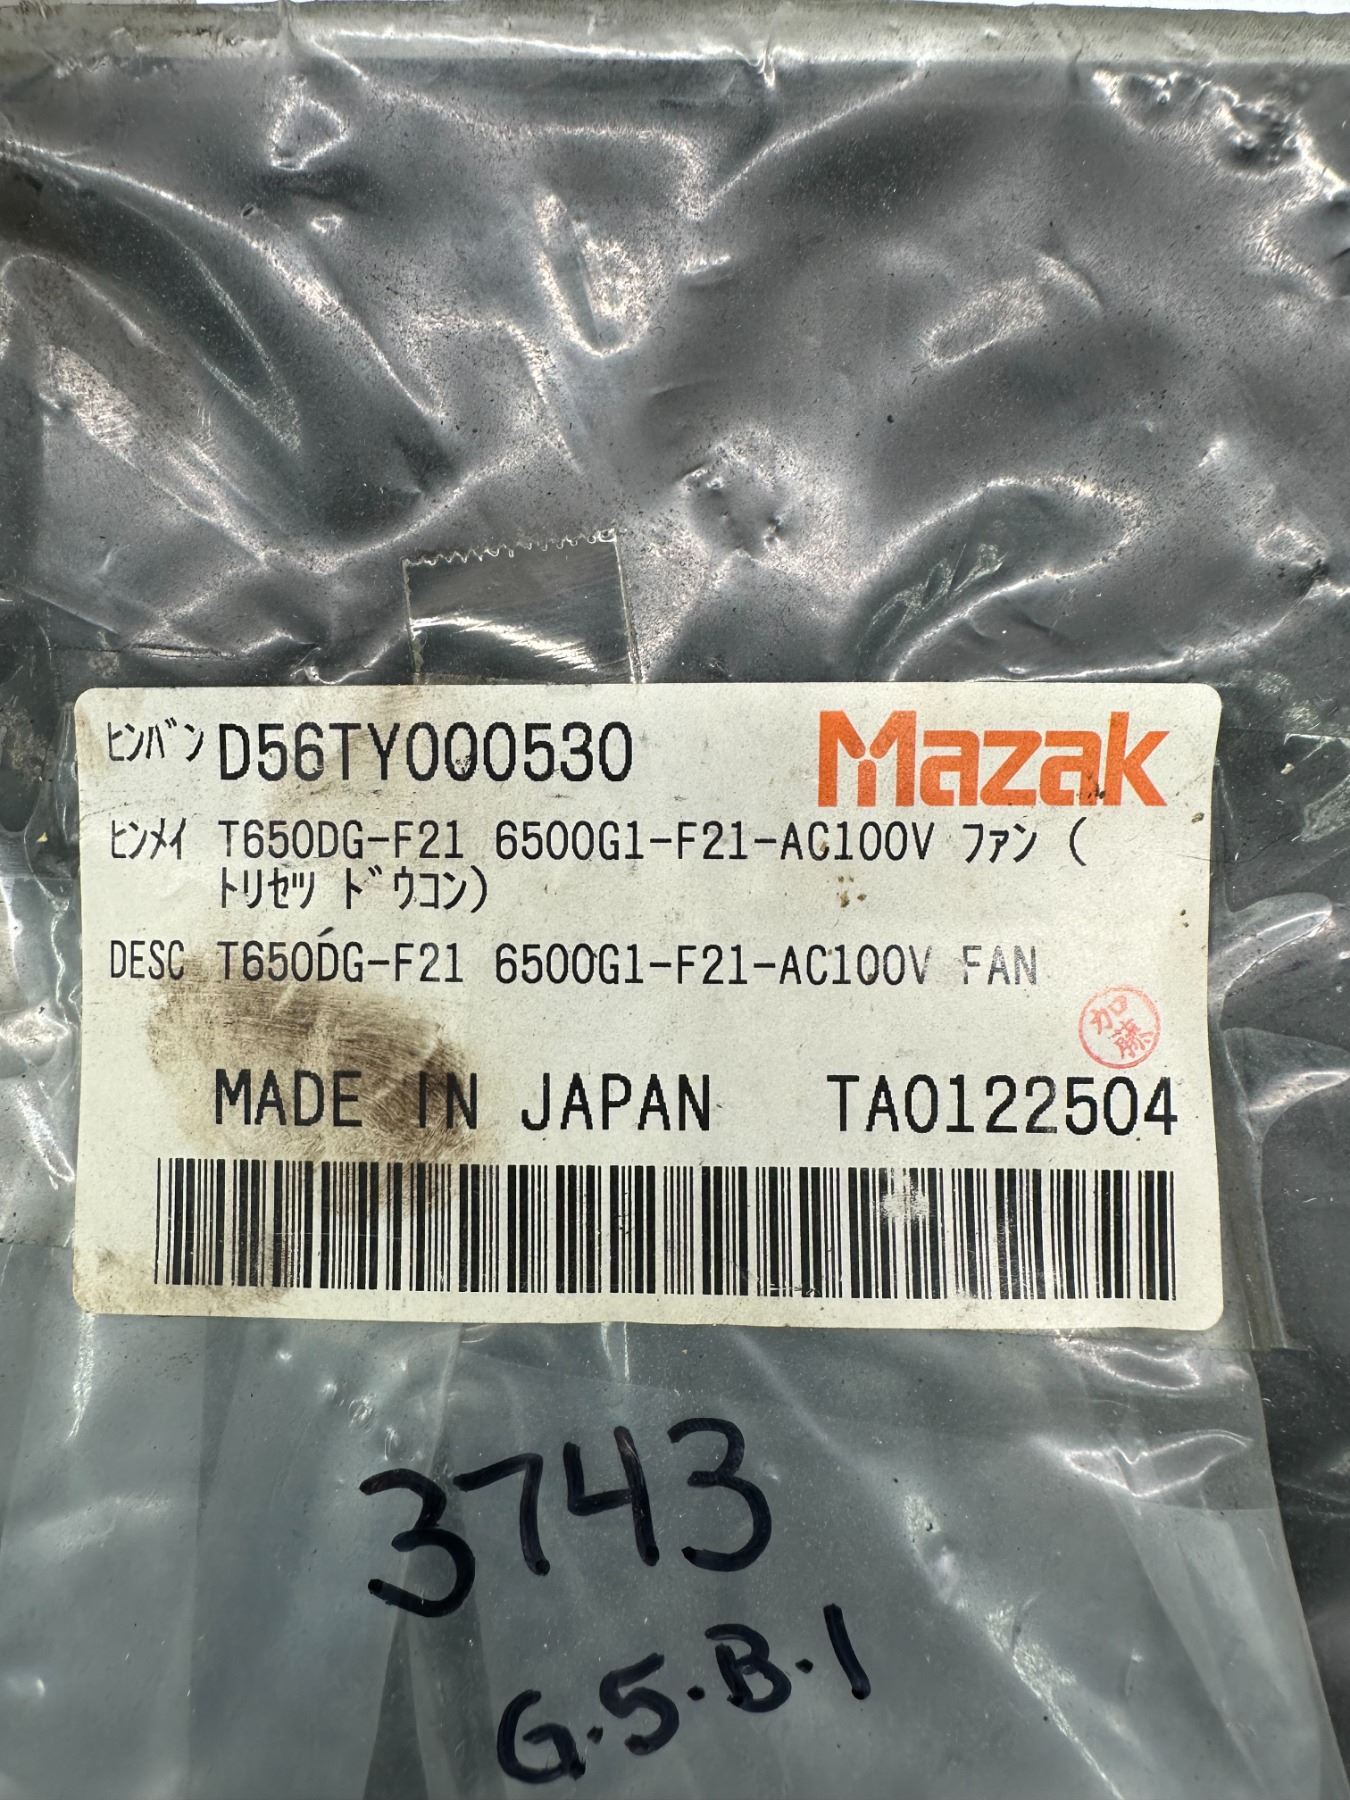 ﾋﾝﾊﾞﾝ D56TY000530
Mazak
ﾋﾝﾒｲ T650DG-F21 6500G1-F21-AC100V ﾌｧﾝ (
ﾄﾘｾﾂ ﾄﾞｳｺﾝ)
DESC T650DG-F21 6500G1-F21-AC100V FAN
加藤
MADE IN JAPAN TA0122504
3743
G.5.B.1